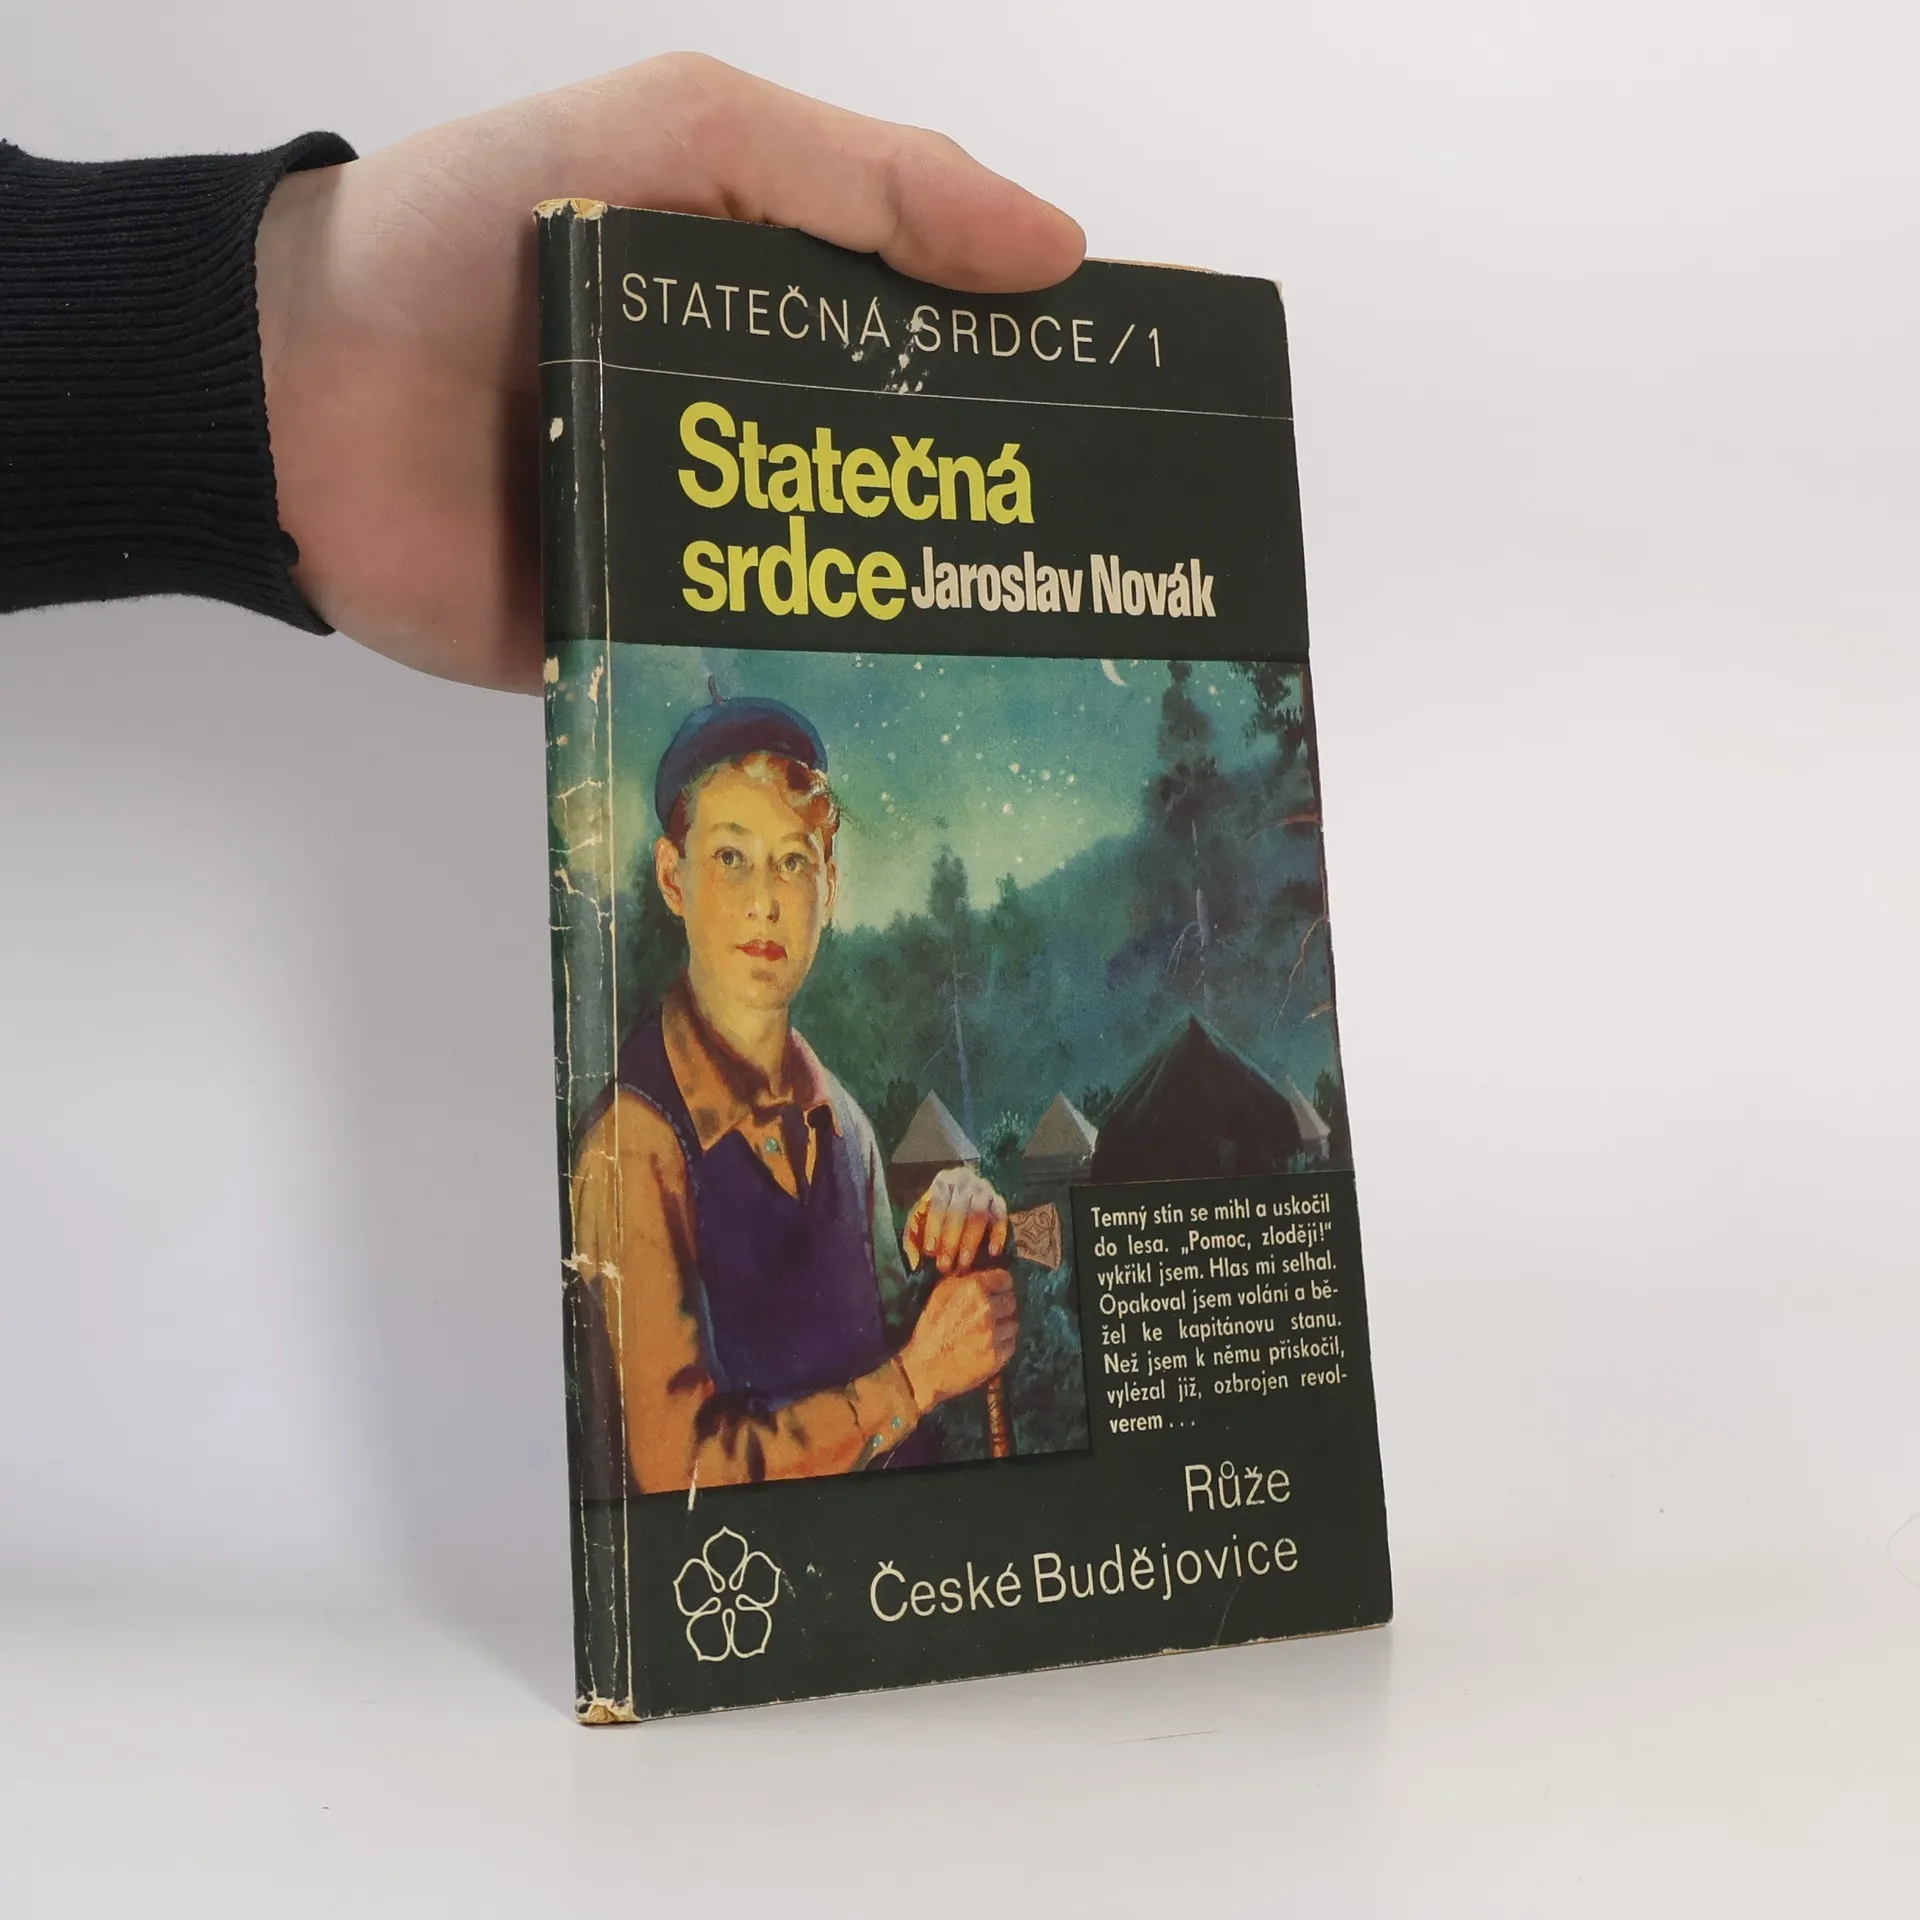 STATEČNÁ SRDCE/1
Statečná
srdce Jaroslav Novák
Temný stín se mihl a uskočil
do lesa. „Pomoc, zloději!“
vykřikl jsem. Hlas mi selhal.
Opakoval jsem volání a bě-
žel ke kapitánovu stanu.
Než jsem k němu přiskočil,
vylézal již, ozbrojen revol-
verem...
Růže
České Budějovice